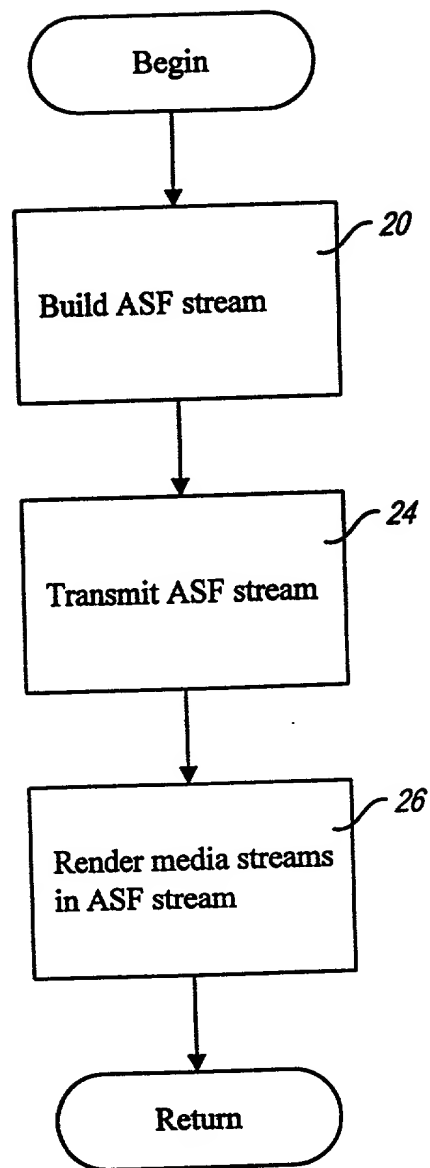 Begin
20
Build ASF stream
24
Transmit ASF stream
26
Render media streams
in ASF stream
Return